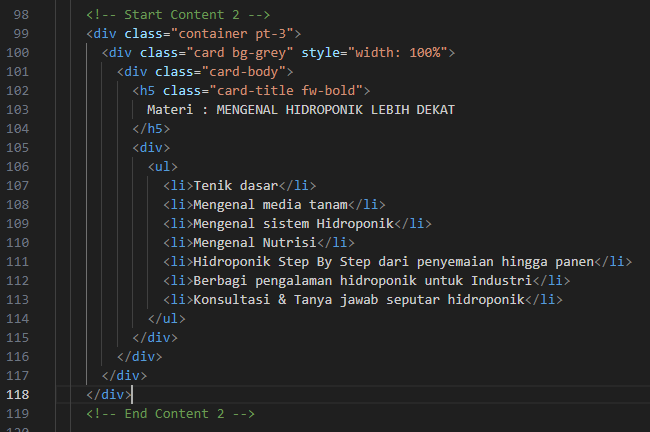 98 <!-- Start Content 2 -->
99 <div class="container pt-3">
100 <div class="card bg-grey" style="width: 100%">
101 <div class="card-body">
102 <h5 class="card-title fw-bold">
103 Materi : MENGENAL HIDROPONIK LEBIH DEKAT
104 </h5>
105 <div>
106 <ul>
107 <li>Tenik dasar</li>
108 <li>Mengenal media tanam</li>
109 <li>Mengenal sistem Hidroponik</li>
110 <li>Mengenal Nutrisi</li>
111 <li>Hidroponik Step By Step dari penyemaian hingga panen</li>
112 <li>Berbagi pengalaman hidroponik untuk Industri</li>
113 <li>Konsultasi & Tanya jawab seputar hidroponik</li>
114 </ul>
115 </div>
116 </div>
117 </div>
118 </div>
119 <!-- End Content 2 -->